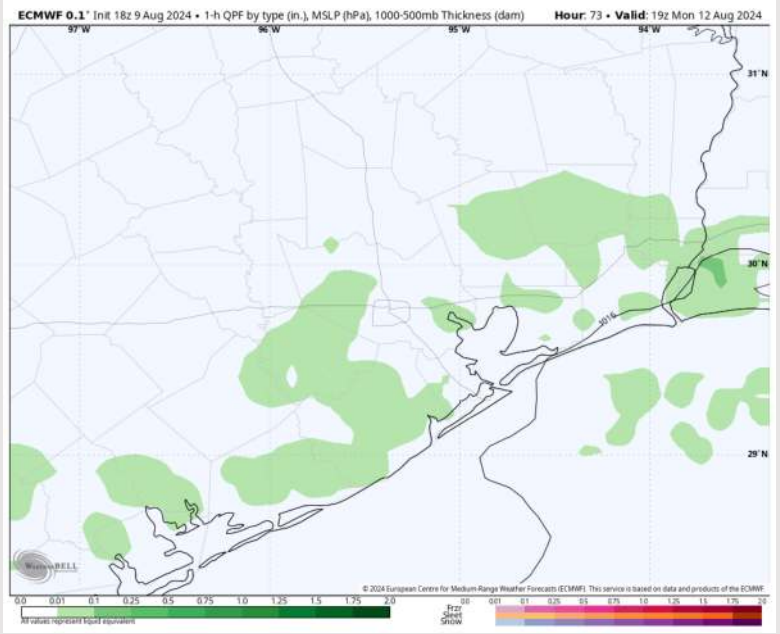 ECMWF 0.1° Init 18z 9 Aug 2024 • 1-h QPF by type (in.), MSLP (hPa), 1000-500mb Thickness (dam) Hour: 73 • Valid: 19z Mon 12 Aug 2024
97°W 96°W 95°W 94°W
31°N
30°N
1016
29°N
WeatherBELL
© 2024 European Centre for Medium-Range Weather Forecasts (ECMWF). This service is based on data and products of the ECMWF
0.0 0.01 0.1 0.25 0.5 0.75 1.0 1.25 1.5 1.75 2.0 0.0 0.01 0.1 0.25 0.5 0.75 1.0 1.25 1.5 1.75 2.0
Frzr
Sleet
Snow
All values represent liquid equivalent